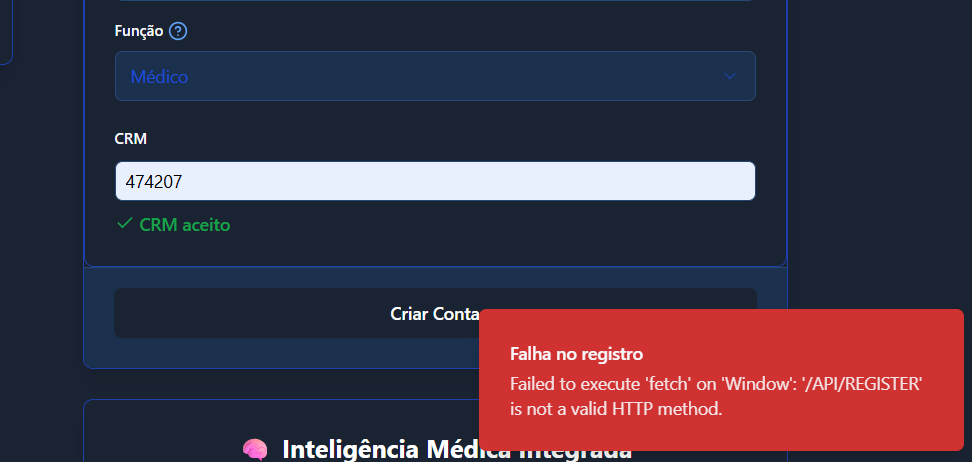 Função ?
Médico
CRM
474207
CRM aceito
Criar Conta
Falha no registro
Failed to execute 'fetch' on 'Window': '/API/REGISTER'
is not a valid HTTP method.
Inteligência Médica Integrada